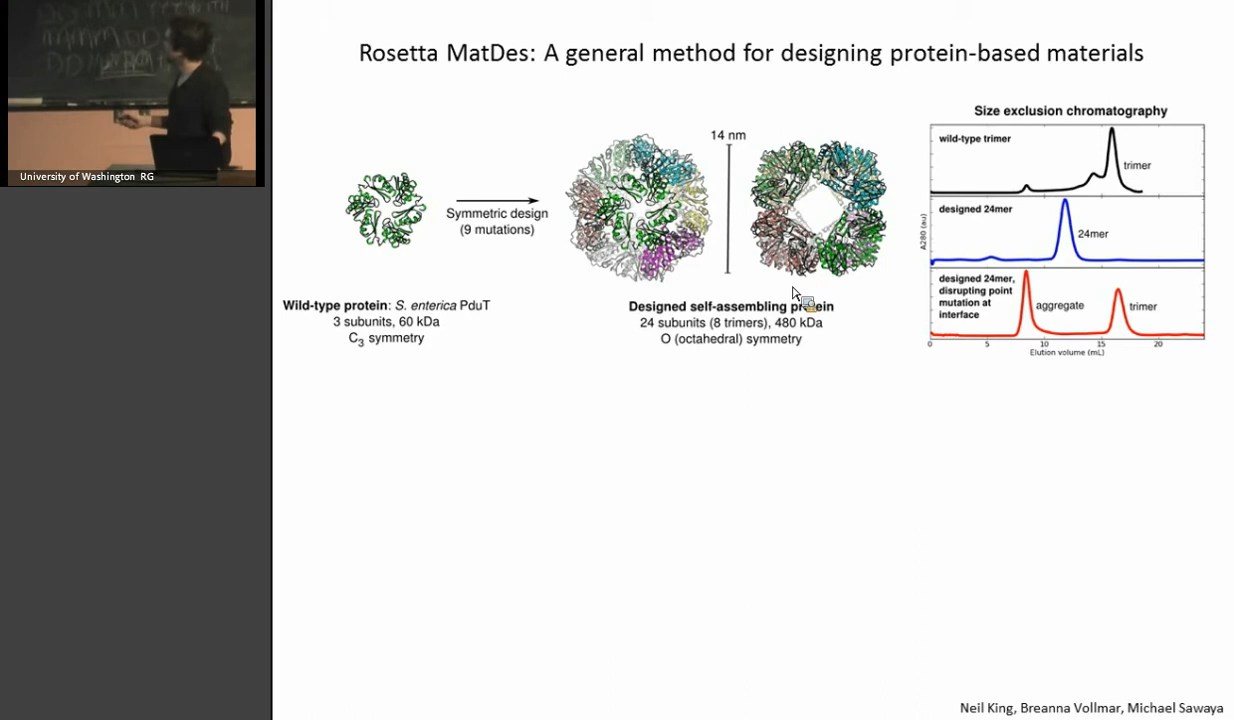 University of Washington RG
Rosetta MatDes: A general method for designing protein-based materials
Symmetric design
(9 mutations)
14 nm
Wild-type protein: S. enterica PduT
3 subunits, 60 kDa
C3 symmetry
Designed self-assembling protein
24 subunits (8 trimers), 480 kDa
O (octahedral) symmetry
Size exclusion chromatography
wild-type trimer
trimer
designed 24mer
24mer
designed 24mer,
disrupting point
mutation at
interface
aggregate
trimer
A280 (au)
0 5 10 15 20
Elution volume (mL)
Neil King, Breanna Vollmar, Michael Sawaya